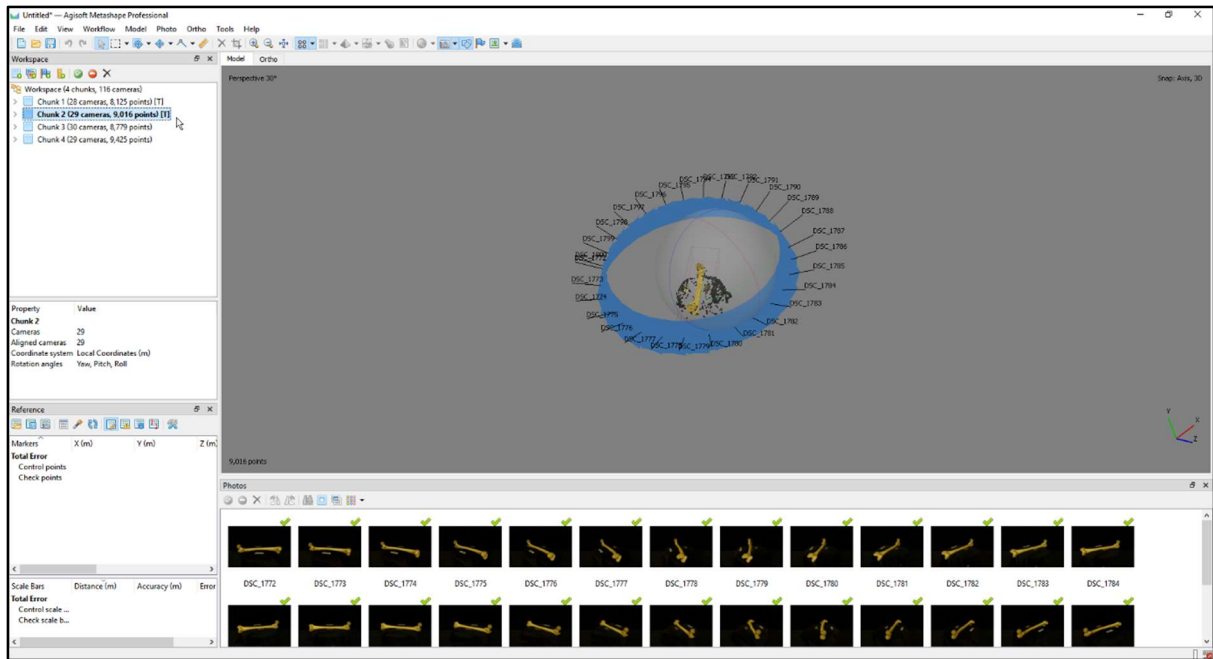 Untitled* — Agisoft Metashape Professional
File Edit View Workflow Model Photo Ortho Tools Help
Workspace
Workspace (4 chunks, 116 cameras)
Chunk 1 (28 cameras, 8,125 points) [T]
Chunk 2 (29 cameras, 9,016 points) [T]
Chunk 3 (30 cameras, 8,779 points)
Chunk 4 (29 cameras, 9,425 points)
Property Value
Chunk 2
Cameras 29
Aligned cameras 29
Coordinate system Local Coordinates (m)
Rotation angles Yaw, Pitch, Roll
Reference
Markers X (m) Y (m) Z (m)
Total Error
Control points
Check points
Scale Bars Distance (m) Accuracy (m) Error
Total Error
Control scale ...
Check scale b...
Model Ortho
Perspective 30°
Snap: Axis, 3D
DSC_1791
DSC_1790
DSC_1789
DSC_1788
DSC_1787
DSC_1786
DSC_1785
DSC_1784
DSC_1783
DSC_1782
DSC_1781
DSC_1780
DSC_1779
DSC_1778
DSC_1777
DSC_1776
DSC_1775
DSC_1774
DSC_1773
DSC_1799
DSC_1798
DSC_1797
DSC_1796
DSC_1795
Y
X
Z
9,016 points
Photos
DSC_1772 DSC_1773 DSC_1774 DSC_1775 DSC_1776 DSC_1777 DSC_1778 DSC_1779 DSC_1780 DSC_1781 DSC_1782 DSC_1783 DSC_1784